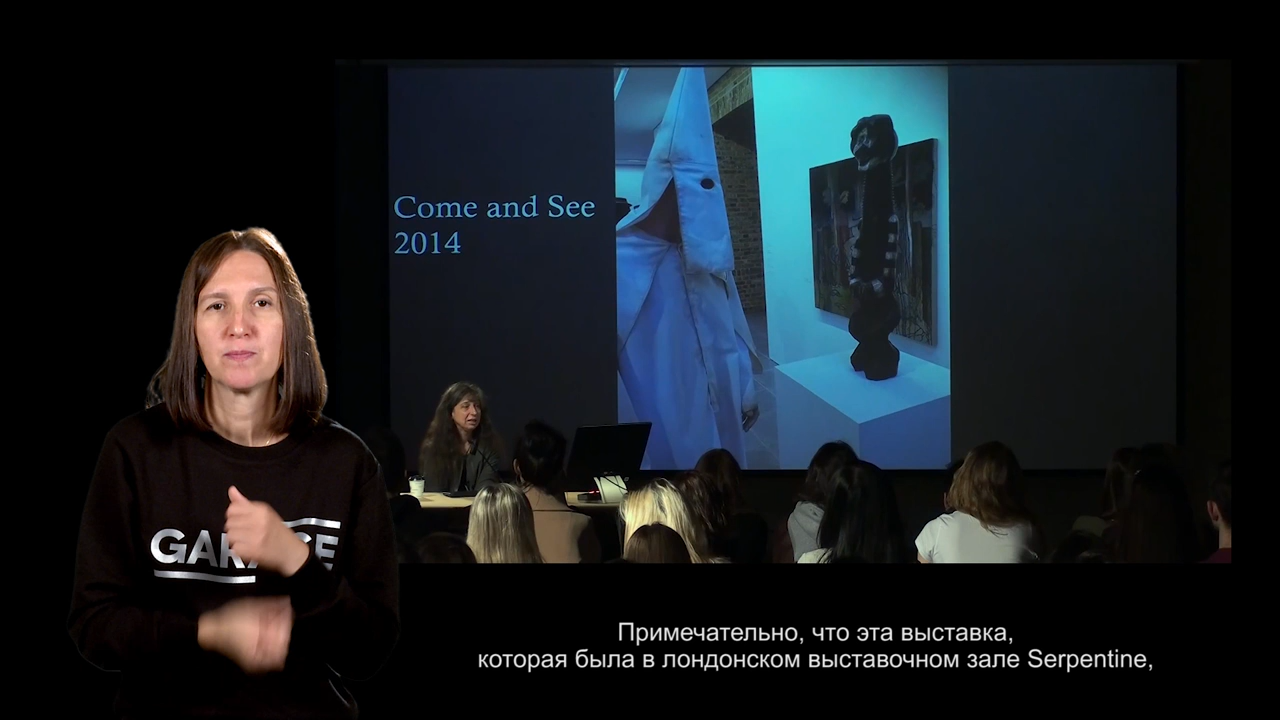 Come and See
2014
GARAGE
Примечательно, что эта выставка,
которая была в лондонском выставочном зале Serpentine,